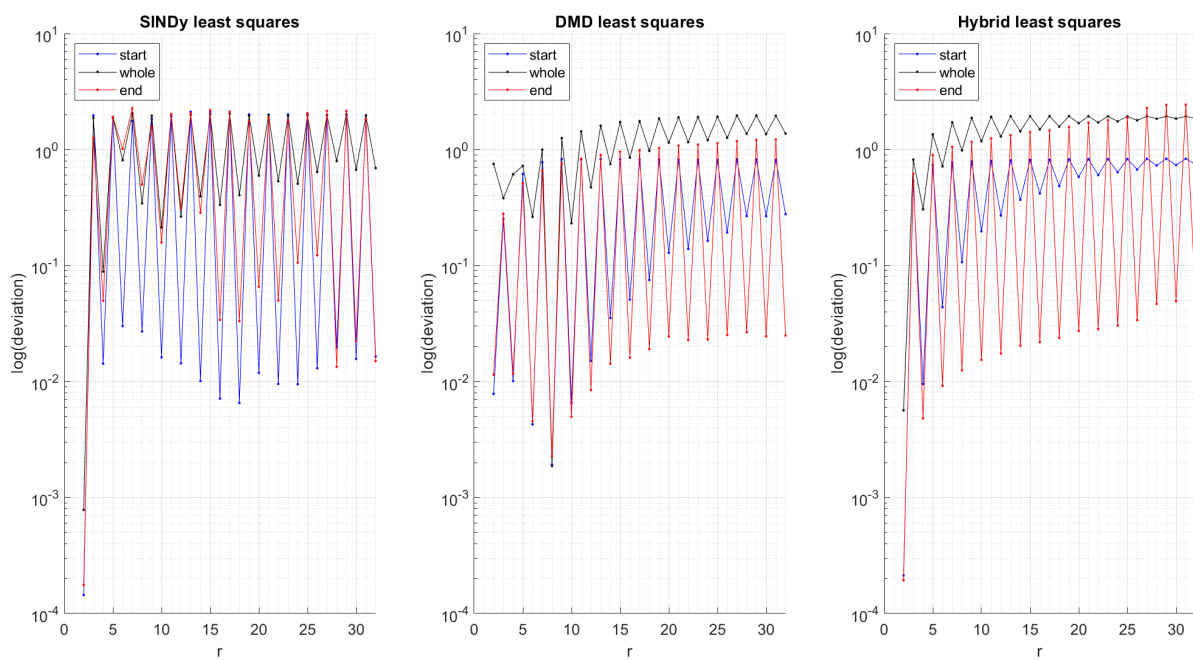 SINDy least squares
10^1
10^0
10^-1
10^-2
10^-3
10^-4
log(deviation)
start
whole
end
0 5 10 15 20 25 30
r
DMD least squares
10^1
10^0
10^-1
10^-2
10^-3
10^-4
log(deviation)
start
whole
end
0 5 10 15 20 25 30
r
Hybrid least squares
10^1
10^0
10^-1
10^-2
10^-3
10^-4
log(deviation)
start
whole
end
0 5 10 15 20 25 30
r